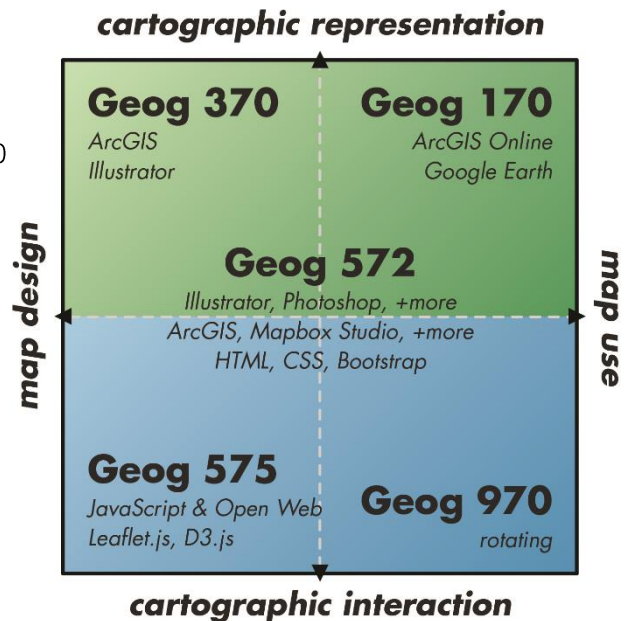 cartographic representation
Geog 370
ArcGIS
Illustrator
Geog 170
ArcGIS Online
Google Earth
0
map design
map use
Geog 572
Illustrator, Photoshop, +more
ArcGIS, Mapbox Studio, +more
HTML, CSS, Bootstrap
Geog 575
JavaScript & Open Web
Leaflet.js, D3.js
Geog 970
rotating
cartographic interaction